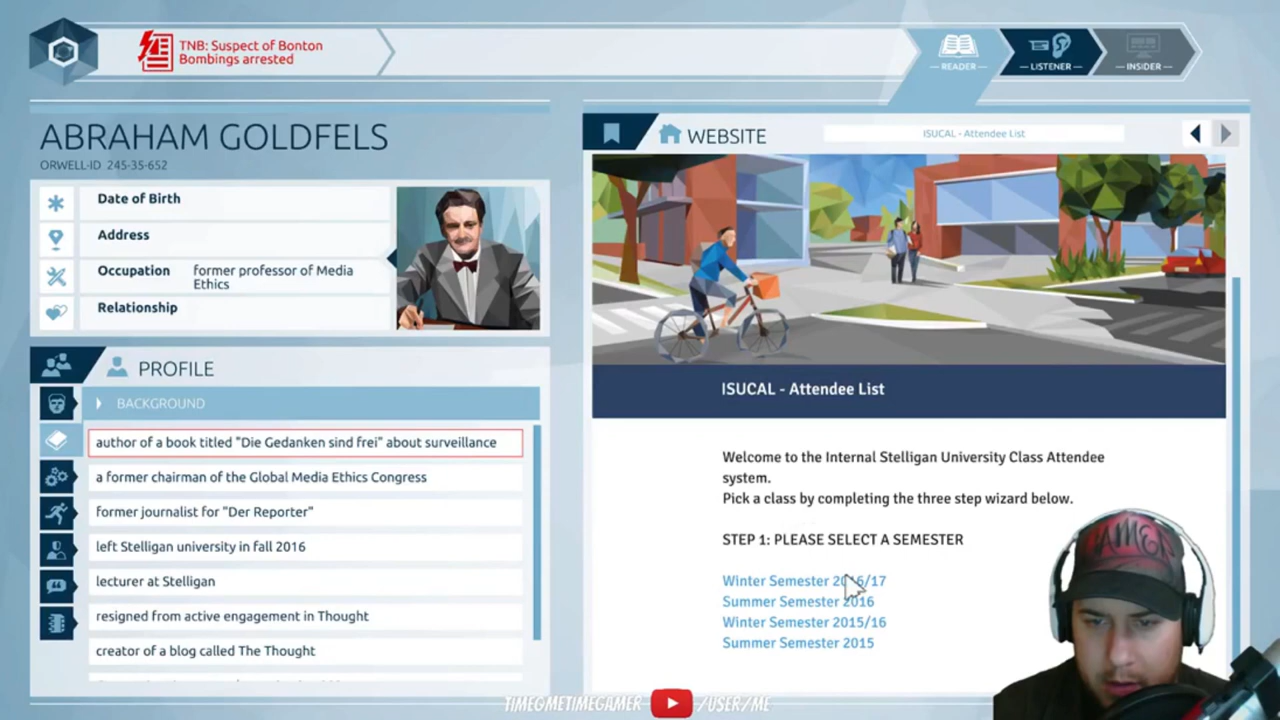 TNB: Suspect of Bonton
Bombings arrested
READER
LISTENER
INSIDER
ABRAHAM GOLDFELS
ORWELL-ID 245-35-652
Date of Birth
Address
Occupation former professor of Media
Ethics
Relationship
PROFILE
BACKGROUND
author of a book titled "Die Gedanken sind frei" about surveillance
a former chairman of the Global Media Ethics Congress
former journalist for "Der Reporter"
left Stelligan university in fall 2016
lecturer at Stelligan
resigned from active engagement in Thought
creator of a blog called The Thought
WEBSITE
ISUCAL - Attendee List
ISUCAL - Attendee List
Welcome to the Internal Stelligan University Class Attendee
system.
Pick a class by completing the three step wizard below.
STEP 1: PLEASE SELECT A SEMESTER
Winter Semester 2016/17
Summer Semester 2016
Winter Semester 2015/16
Summer Semester 2015
TIMEOMETIMEGAMER /USER/ME